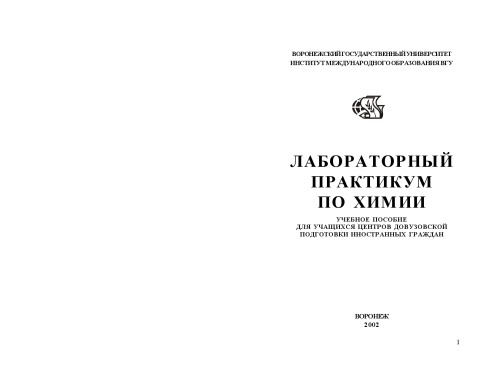 ВОРОНЕЖСКИЙ ГОСУДАРСТВЕННЫЙ УНИВЕРСИТЕТ
ИНСТИТУТ МЕЖДУНАРОДНОГО ОБРАЗОВАНИЯ ВГУ
ЛАБОРАТОРНЫЙ
ПРАКТИКУМ
ПО ХИМИИ
УЧЕБНОЕ ПОСОБИЕ
ДЛЯ УЧАЩИХСЯ ЦЕНТРОВ ДОВУЗОВСКОЙ
ПОДГОТОВКИ ИНОСТРАННЫХ ГРАЖДАН
ВОРОНЕЖ
2002
1